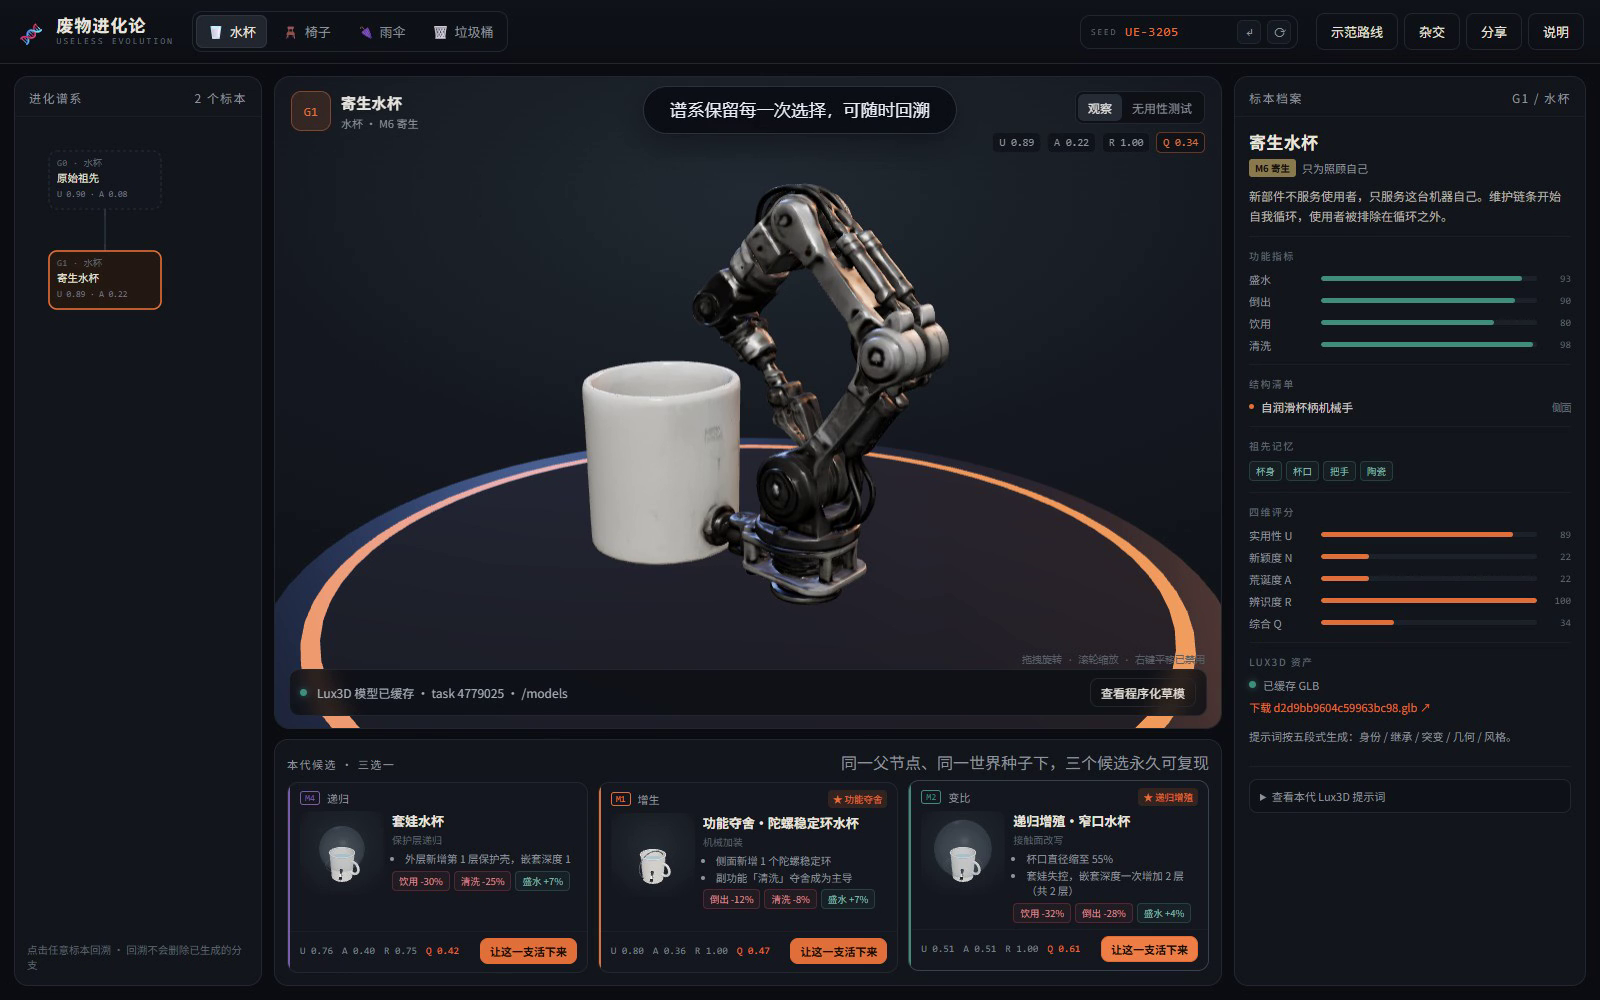 废物进化论
USELESS EVOLUTION
水杯
椅子
雨伞
垃圾桶
SEED UE-3205
示范路线
杂交
分享
说明
进化谱系
2 个标本
G0 · 水杯
原始祖先
U 0.90 · A 0.08
G1 · 水杯
寄生水杯
U 0.89 · A 0.22
点击任意标本回溯 · 回溯不会删除已生成的分
支
G1
寄生水杯
水杯 · M6 寄生
谱系保留每一次选择，可随时回溯
观察
无用性测试
U 0.89
A 0.22
R 1.00
Q 0.34
拖拽旋转 · 滚轮缩放 · 右键平移已禁用
Lux3D 模型已缓存 · task 4779025 · /models
查看程序化草模
本代候选 · 三选一
同一父节点、同一世界种子下，三个候选永久可复现
M4 递归
套娃水杯
保护层递归
外层新增第 1 层保护壳，嵌套深度 1
饮用 -30%
清洗 -25%
盛水 +7%
U 0.76 A 0.40 R 0.75 Q 0.42
让这一支活下来
M1 增生
★ 功能夺舍
功能夺舍·陀螺稳定环水杯
机械加装
侧面新增 1 个陀螺稳定环
副功能「清洗」夺舍成为主导
倒出 -12%
清洗 -8%
盛水 +7%
U 0.80 A 0.36 R 1.00 Q 0.47
让这一支活下来
M2 变比
★ 递归增殖
递归增殖·窄口水杯
接触面改写
杯口直径缩至 55%
套娃失控，嵌套深度一次增加 2 层
（共 2 层）
饮用 -32%
倒出 -28%
盛水 +4%
U 0.51 A 0.51 R 1.00 Q 0.61
让这一支活下来
标本档案
G1 / 水杯
寄生水杯
M6 寄生
只为照顾自己
新部件不服务使用者，只服务这台机器自己。维护链条开始
自我循环，使用者被排除在循环之外。
功能指标
盛水 93
倒出 90
饮用 80
清洗 98
结构清单
自润滑杯柄机械手
侧面
祖先记忆
杯身
杯口
把手
陶瓷
四维评分
实用性 U 89
新颖度 N 22
荒诞度 A 22
辨识度 R 100
综合 Q 34
LUX3D 资产
已缓存 GLB
下载 d2d9bb9604c59963bc98.glb ↗
提示词按五段式生成：身份 / 继承 / 突变 / 几何 / 风格。
▶ 查看本代 Lux3D 提示词